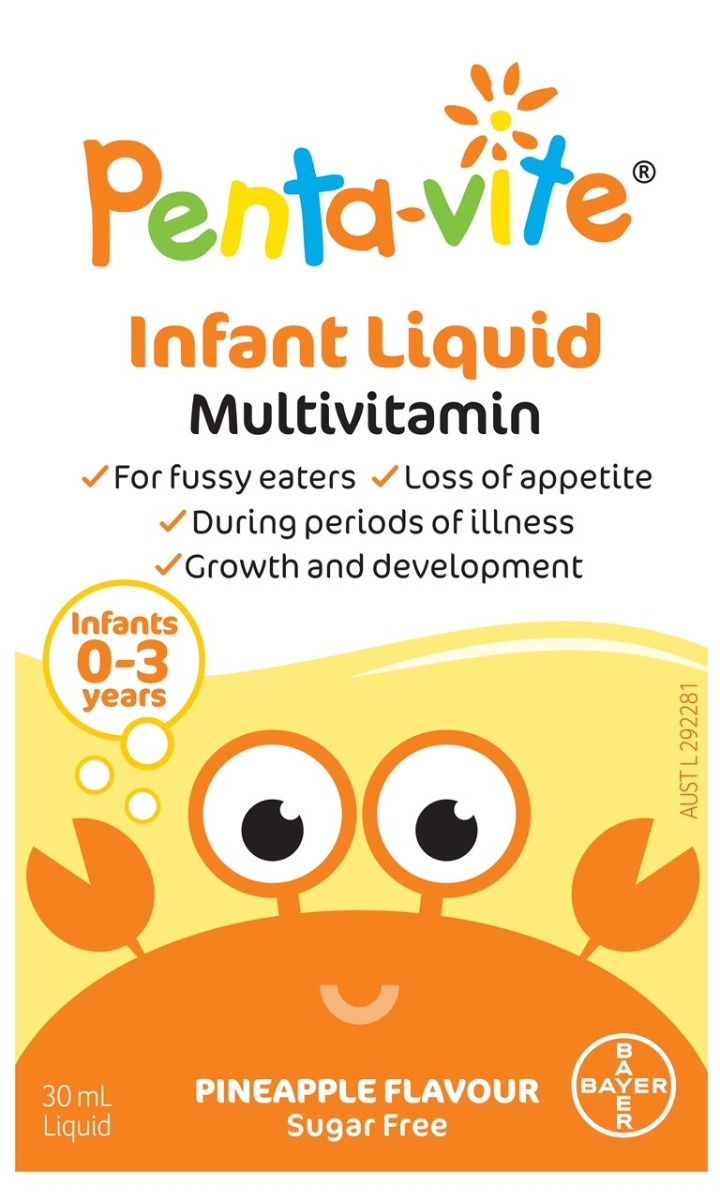 Penta-vite®
Infant Liquid
Multivitamin
✓For fussy eaters ✓Loss of appetite
✓During periods of illness
✓Growth and development
Infants
0-3
years
AUST L 292281
30 mL
Liquid
PINEAPPLE FLAVOUR
Sugar Free
BAYER
BAYER